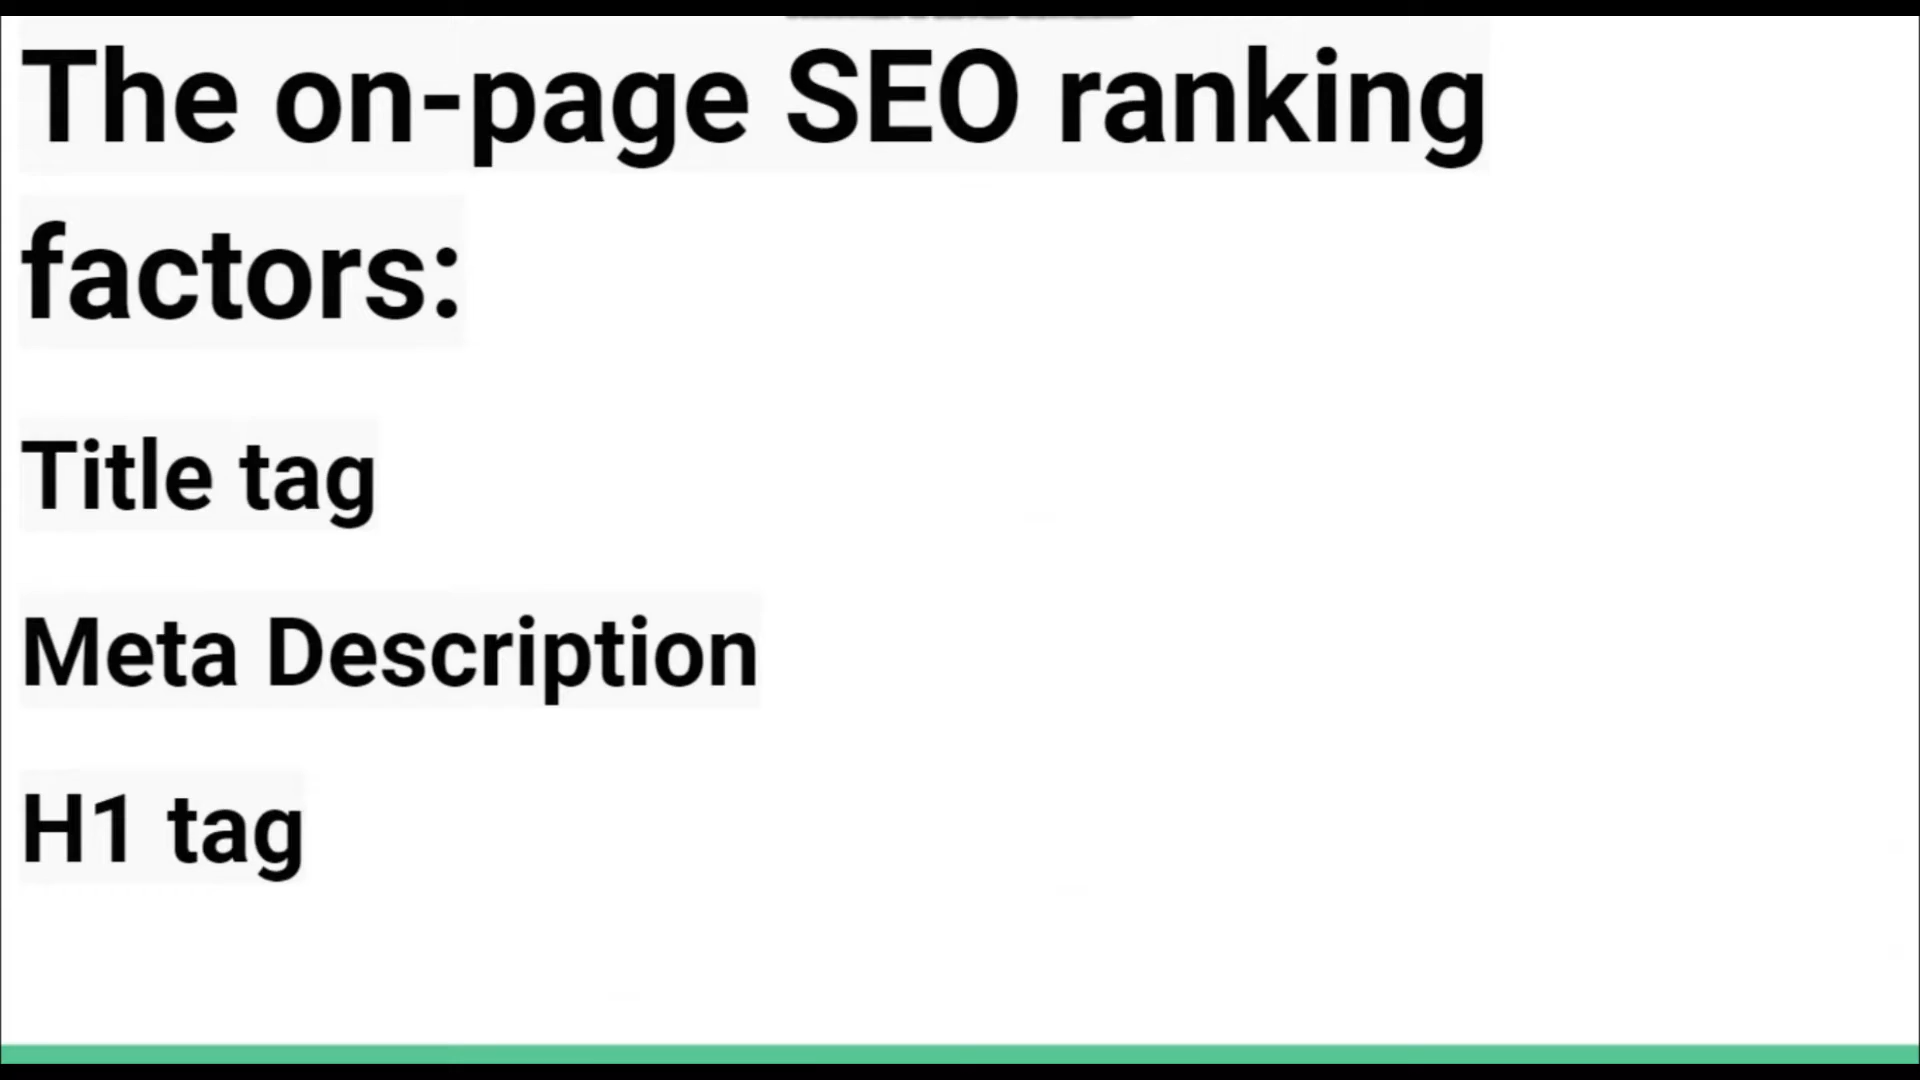 The on-page SEO ranking
factors:
Title tag
Meta Description
H1 tag